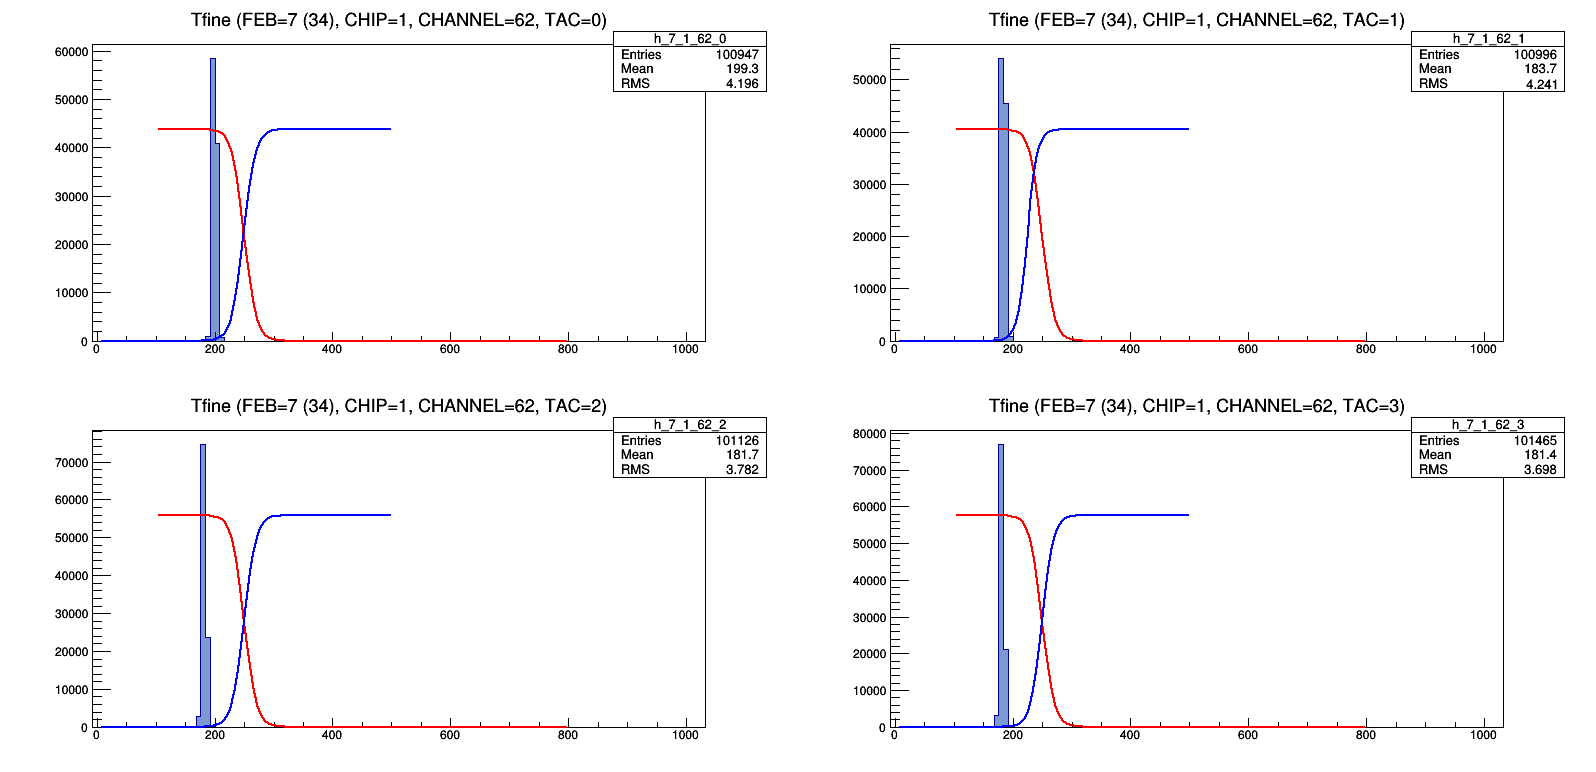 Tfine (FEB=7 (34), CHIP=1, CHANNEL=62, TAC=0)
h_7_1_62_0
Entries 100947
Mean 199.3
RMS 4.196
60000
50000
40000
30000
20000
10000
0
0 200 400 600 800 1000
Tfine (FEB=7 (34), CHIP=1, CHANNEL=62, TAC=1)
h_7_1_62_1
Entries 100996
Mean 183.7
RMS 4.241
50000
40000
30000
20000
10000
0
0 200 400 600 800 1000
Tfine (FEB=7 (34), CHIP=1, CHANNEL=62, TAC=2)
h_7_1_62_2
Entries 101126
Mean 181.7
RMS 3.782
70000
60000
50000
40000
30000
20000
10000
0
0 200 400 600 800 1000
Tfine (FEB=7 (34), CHIP=1, CHANNEL=62, TAC=3)
h_7_1_62_3
Entries 101465
Mean 181.4
RMS 3.698
80000
70000
60000
50000
40000
30000
20000
10000
0
0 200 400 600 800 1000